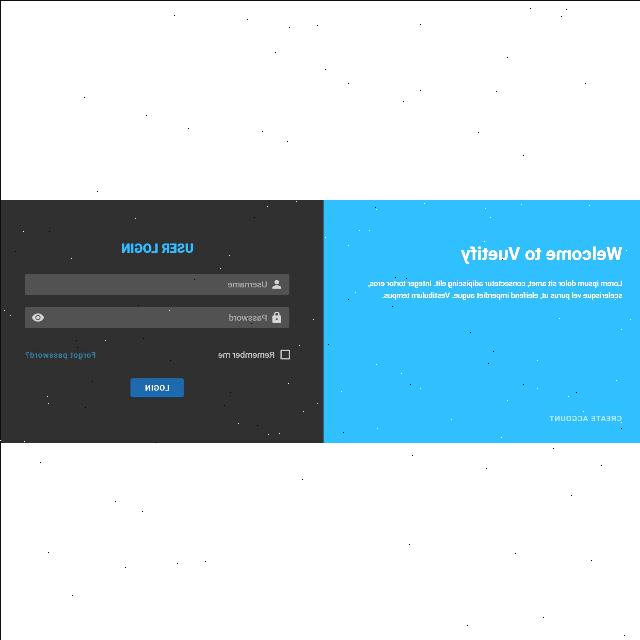 Welcome to Vuetify
Lorem ipsum dolor sit amet, consectetur adipiscing elit. Integer tortor eros,
scelerisque vel purus ut, eleifend imperdiet augue. Vestibulum tempus.
CREATE ACCOUNT
USER LOGIN
Username
Password
Remember me
Forgot password?
LOGIN